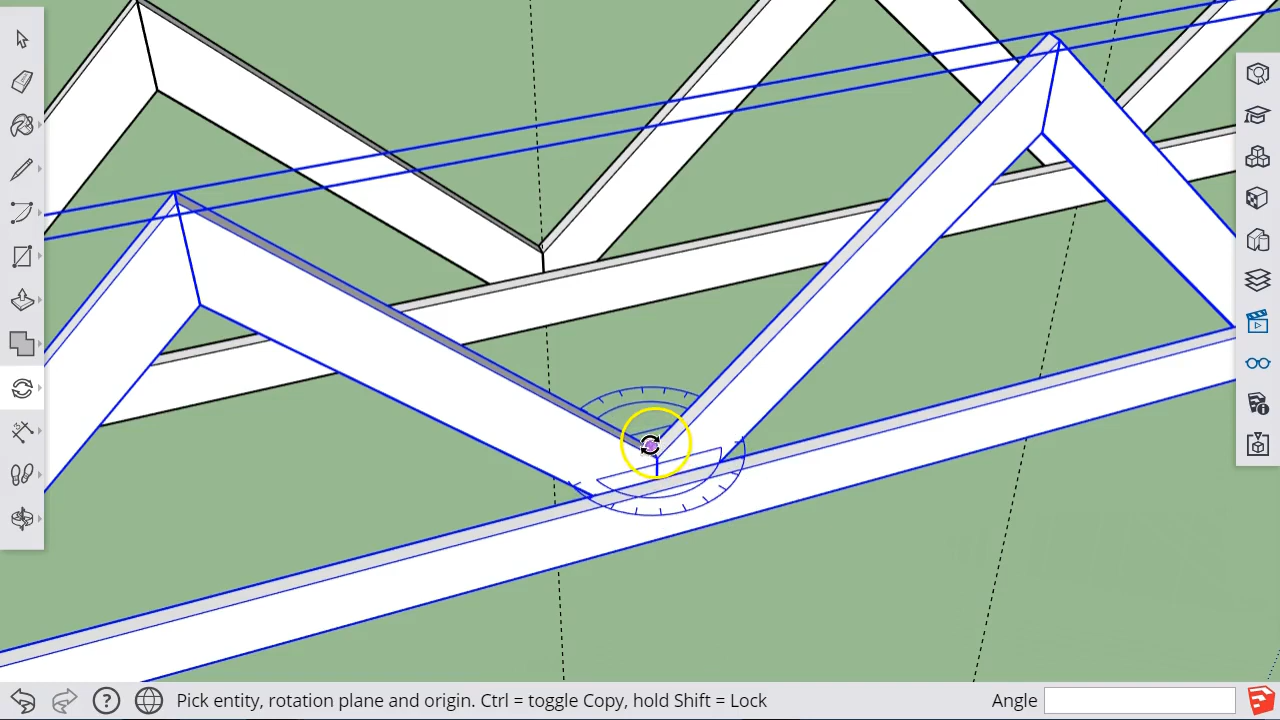 Pick entity, rotation plane and origin. Ctrl = toggle Copy, hold Shift = Lock
Angle